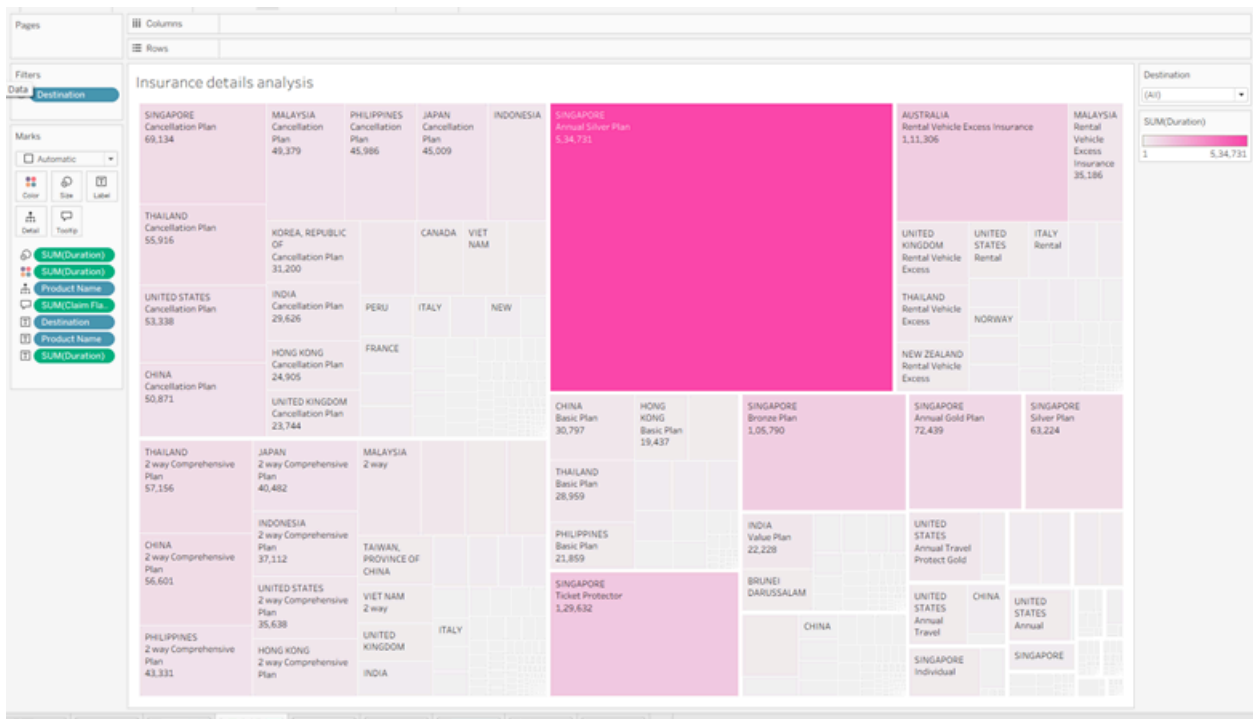 Pages
Columns
Rows
Filters
Data
Destination
Marks
Automatic
Color
Size
Label
Detail
Tooltip
SUM(Duration)
SUM(Duration)
Product Name
SUM(Claim Fla..
Destination
Product Name
SUM(Duration)
Insurance details analysis
SINGAPORE
Cancellation Plan
69,134
THAILAND
Cancellation Plan
55,916
UNITED STATES
Cancellation Plan
53,338
CHINA
Cancellation Plan
50,871
MALAYSIA
Cancellation
Plan
49,379
PHILIPPINES
Cancellation
Plan
45,986
JAPAN
Cancellation
Plan
45,009
INDONESIA
KOREA, REPUBLIC
OF
Cancellation Plan
31,200
INDIA
Cancellation Plan
29,626
HONG KONG
Cancellation Plan
24,905
UNITED KINGDOM
Cancellation Plan
23,744
CANADA
VIET
NAM
PERU
ITALY
NEW
FRANCE
THAILAND
2 way Comprehensive
Plan
57,156
CHINA
2 way Comprehensive
Plan
56,601
PHILIPPINES
2 way Comprehensive
Plan
43,331
JAPAN
2 way Comprehensive
Plan
40,482
INDONESIA
2 way Comprehensive
Plan
37,112
UNITED STATES
2 way Comprehensive
Plan
35,638
HONG KONG
2 way Comprehensive
Plan
MALAYSIA
2 way
TAIWAN,
PROVINCE OF
CHINA
VIET NAM
2 way
UNITED
KINGDOM
INDIA
ITALY
SINGAPORE
Annual Silver Plan
5,34,731
CHINA
Basic Plan
30,797
HONG
KONG
Basic Plan
19,437
THAILAND
Basic Plan
28,959
PHILIPPINES
Basic Plan
21,859
SINGAPORE
Ticket Protector
1,29,632
SINGAPORE
Bronze Plan
1,05,790
INDIA
Value Plan
22,228
BRUNEI
DARUSSALAM
CHINA
AUSTRALIA
Rental Vehicle Excess Insurance
1,11,306
MALAYSIA
Rental
Vehicle
Excess
Insurance
35,186
UNITED
KINGDOM
Rental Vehicle
Excess
UNITED
STATES
Rental
ITALY
Rental
THAILAND
Rental Vehicle
Excess
NORWAY
NEW ZEALAND
Rental Vehicle
Excess
SINGAPORE
Annual Gold Plan
72,439
SINGAPORE
Silver Plan
63,224
UNITED
STATES
Annual Travel
Protect Gold
UNITED
STATES
Annual
Travel
CHINA
UNITED
STATES
Annual
SINGAPORE
Individual
SINGAPORE
Destination
(All)
SUM(Duration)
1
5,34,731